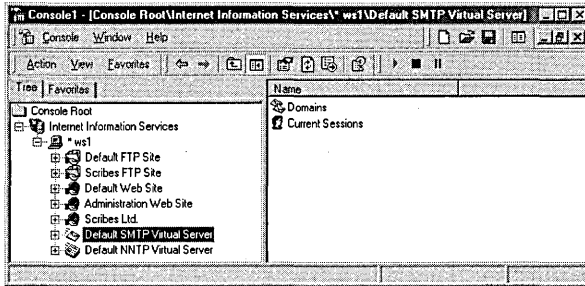 Console1 - [Console Root\Internet Information Services\* ws1\Default SMTP Virtual Server]
Console Window Help
Action View Favorites
Tree Favorites
Name
Console Root
Internet Information Services
* ws1
Default FTP Site
Scribes FTP Site
Default Web Site
Administration Web Site
Scribes Ltd.
Default SMTP Virtual Server
Default NNTP Virtual Server
Domains
Current Sessions